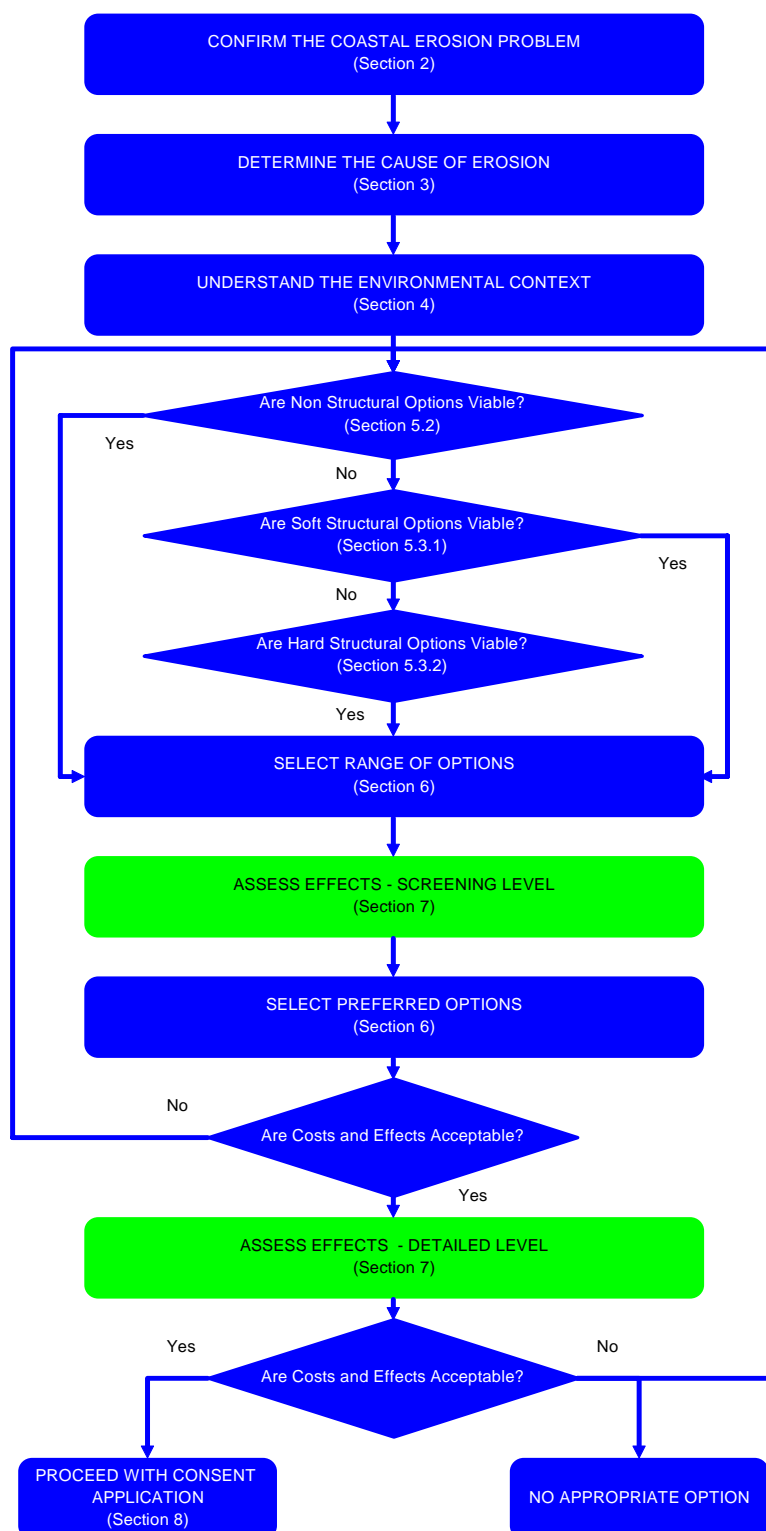 CONFIRM THE COASTAL EROSION PROBLEM
(Section 2)
DETERMINE THE CAUSE OF EROSION
(Section 3)
UNDERSTAND THE ENVIRONMENTAL CONTEXT
(Section 4)
Are Non Structural Options Viable?
(Section 5.2)
Yes
No
Are Soft Structural Options Viable?
(Section 5.3.1)
Yes
No
Are Hard Structural Options Viable?
(Section 5.3.2)
Yes
SELECT RANGE OF OPTIONS
(Section 6)
ASSESS EFFECTS - SCREENING LEVEL
(Section 7)
SELECT PREFERRED OPTIONS
(Section 6)
No
Are Costs and Effects Acceptable?
Yes
ASSESS EFFECTS - DETAILED LEVEL
(Section 7)
Yes
No
Are Costs and Effects Acceptable?
PROCEED WITH CONSENT
APPLICATION
(Section 8)
NO APPROPRIATE OPTION